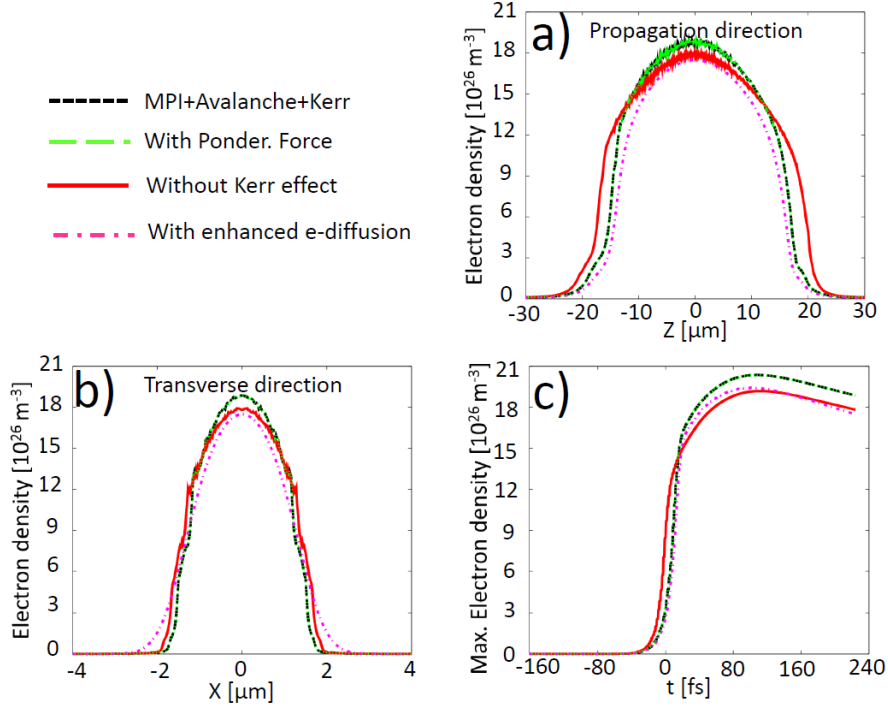 MPI+Avalanche+Kerr
With Ponder. Force
Without Kerr effect
With enhanced e-diffusion
a) Propagation direction
Electron density [10²⁶ m⁻³]
21
18
15
12
9
6
3
0
-30 -20 -10 0 10 20 30
Z [µm]
b) Transverse direction
Electron density [10²⁶ m⁻³]
21
18
15
12
9
6
3
0
-4 -2 0 2 4
X [µm]
c)
Max. Electron density [10²⁶ m⁻³]
21
18
15
12
9
6
3
0
-160 -80 0 80 160 240
t [fs]